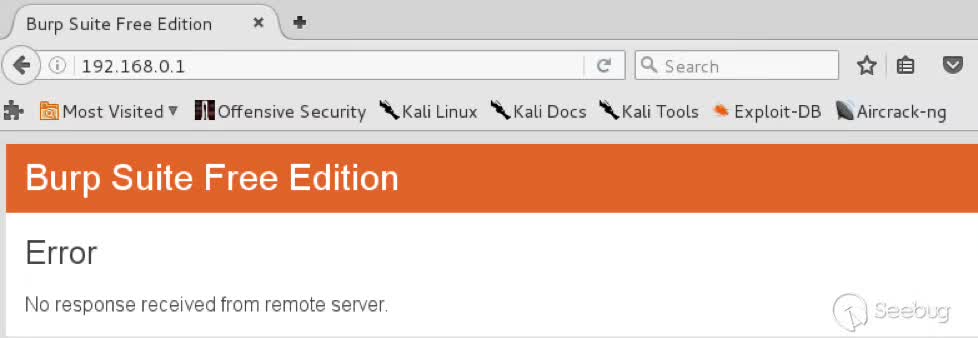 Burp Suite Free Edition
192.168.0.1
Search
Most Visited Offensive Security Kali Linux Kali Docs Kali Tools Exploit-DB Aircrack-ng
Burp Suite Free Edition
Error
No response received from remote server.
Seebug